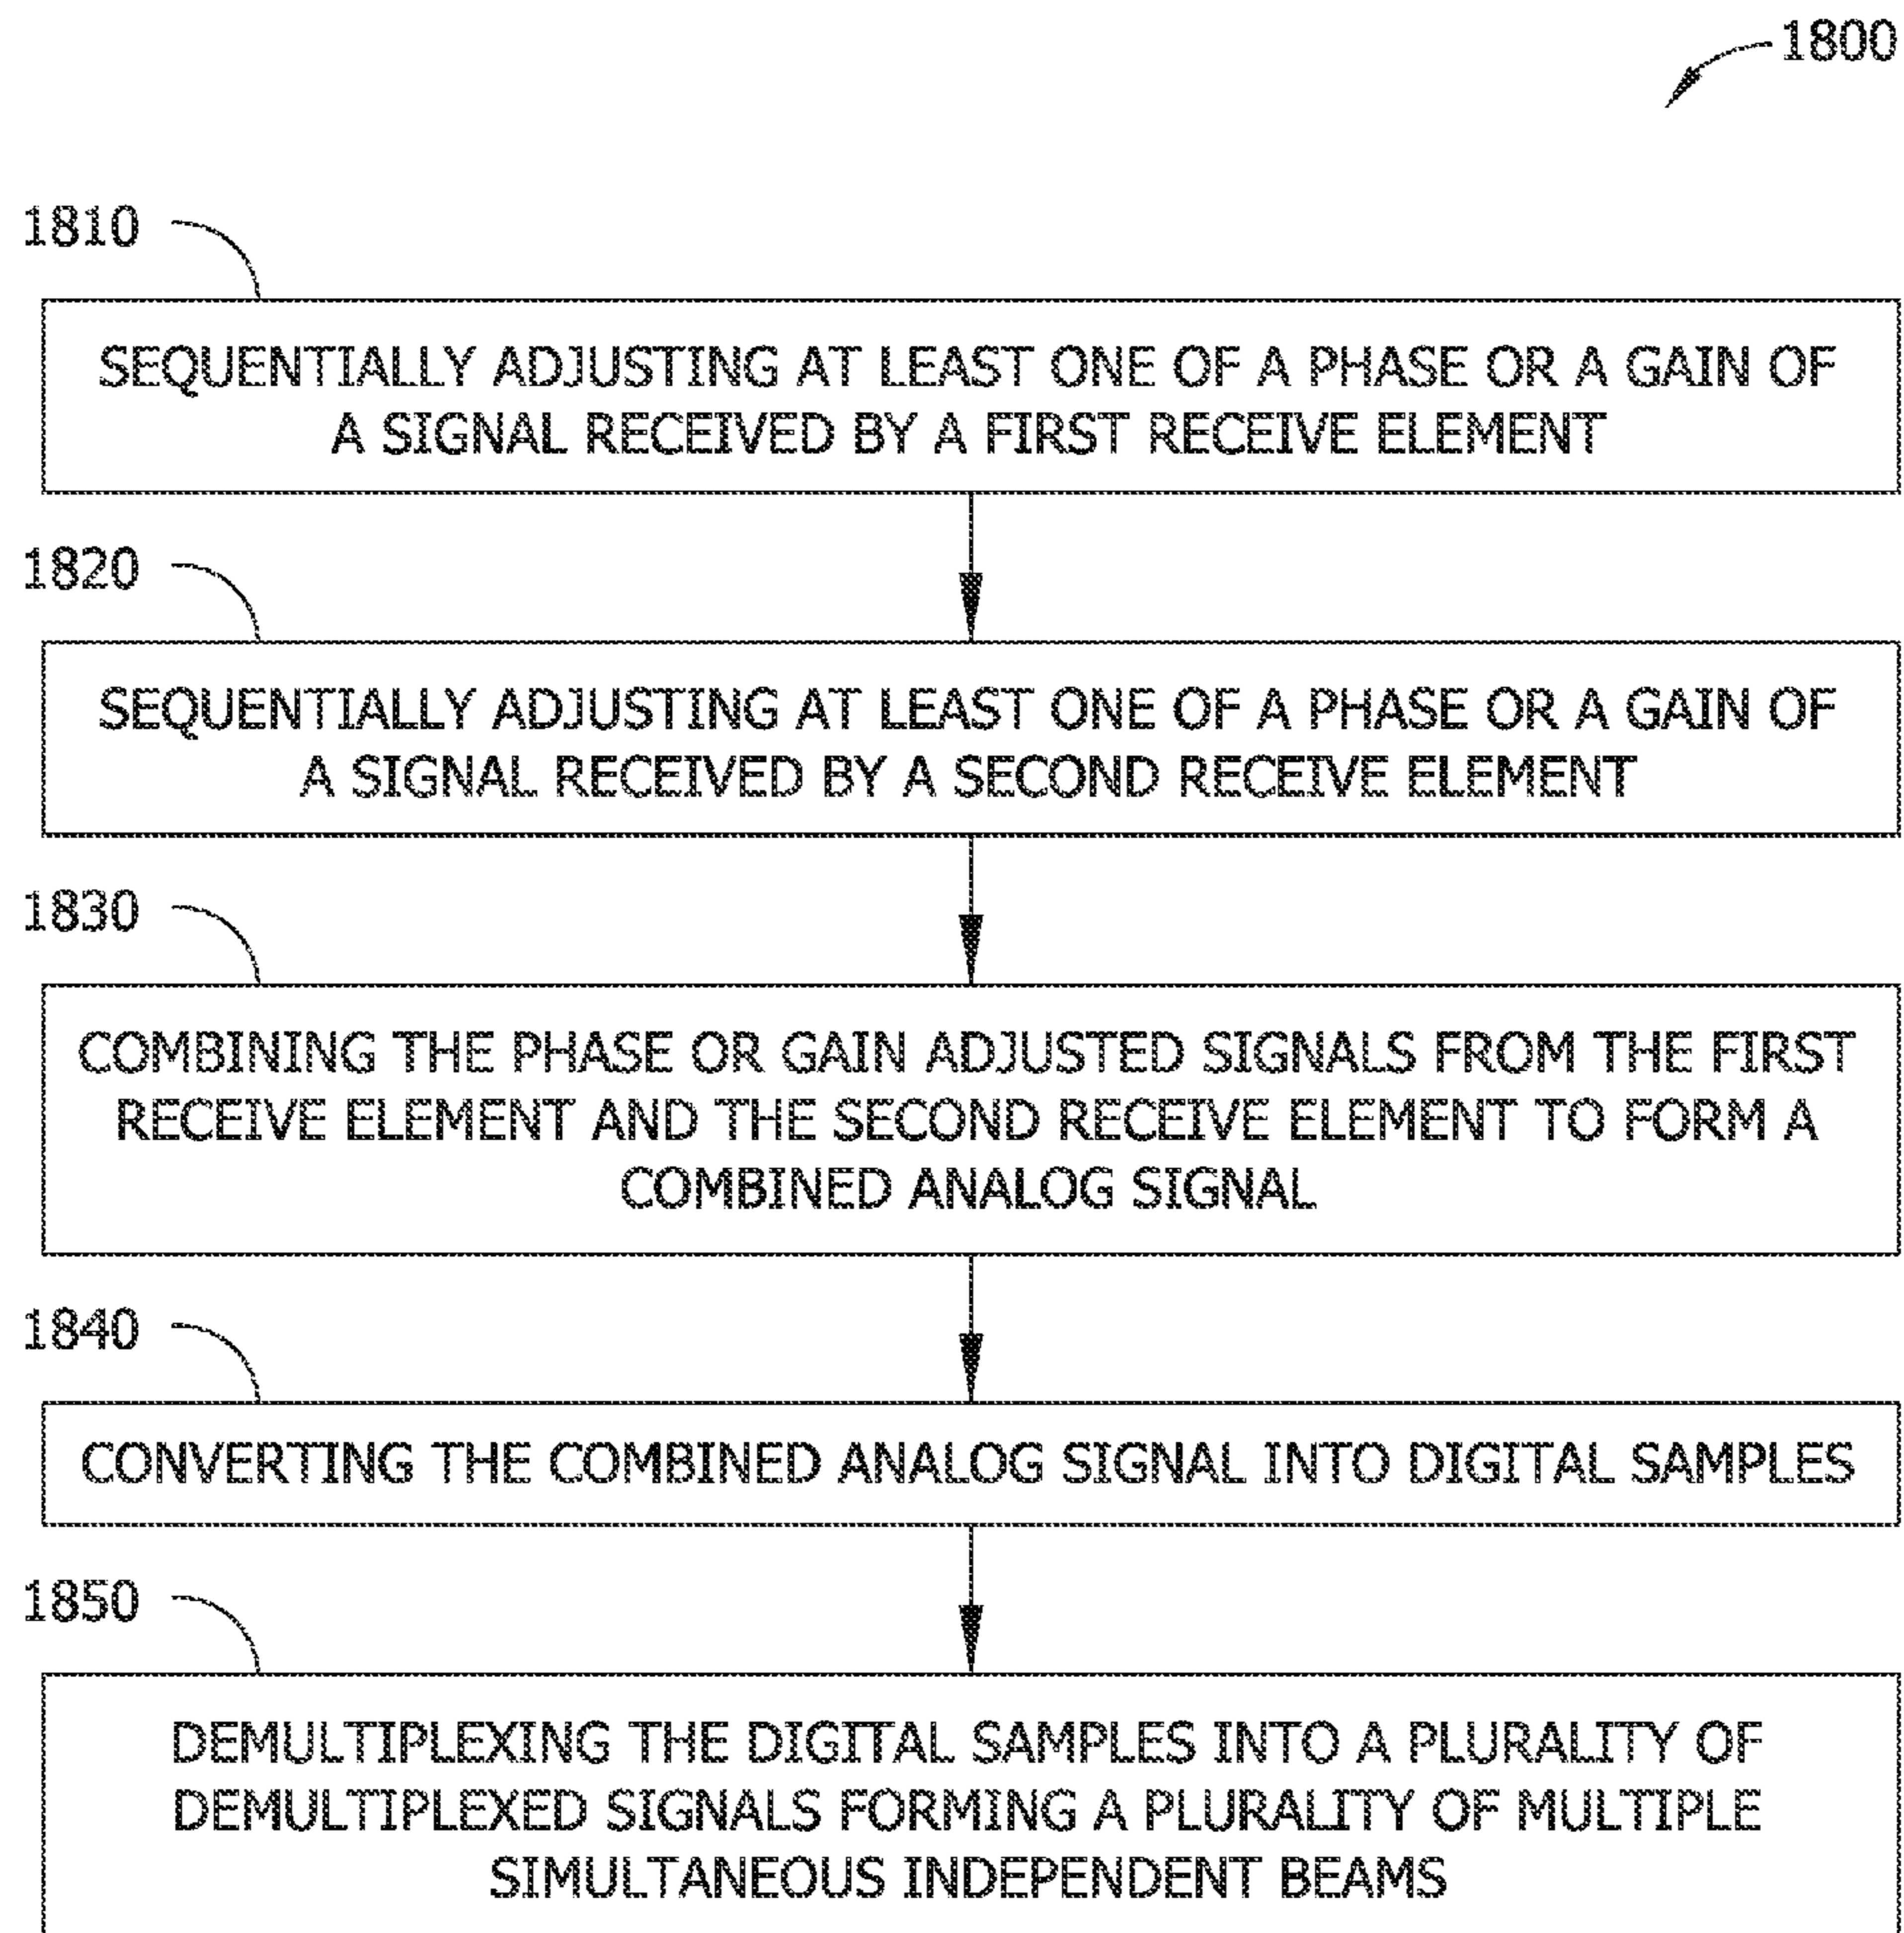 1800
1810
SEQUENTIALLY ADJUSTING AT LEAST ONE OF A PHASE OR A GAIN OF
A SIGNAL RECEIVED BY A FIRST RECEIVE ELEMENT
1820
SEQUENTIALLY ADJUSTING AT LEAST ONE OF A PHASE OR A GAIN OF
A SIGNAL RECEIVED BY A SECOND RECEIVE ELEMENT
1830
COMBINING THE PHASE OR GAIN ADJUSTED SIGNALS FROM THE FIRST
RECEIVE ELEMENT AND THE SECOND RECEIVE ELEMENT TO FORM A
COMBINED ANALOG SIGNAL
1840
CONVERTING THE COMBINED ANALOG SIGNAL INTO DIGITAL SAMPLES
1850
DEMULTIPLEXING THE DIGITAL SAMPLES INTO A PLURALITY OF
DEMULTIPLEXED SIGNALS FORMING A PLURALITY OF MULTIPLE
SIMULTANEOUS INDEPENDENT BEAMS